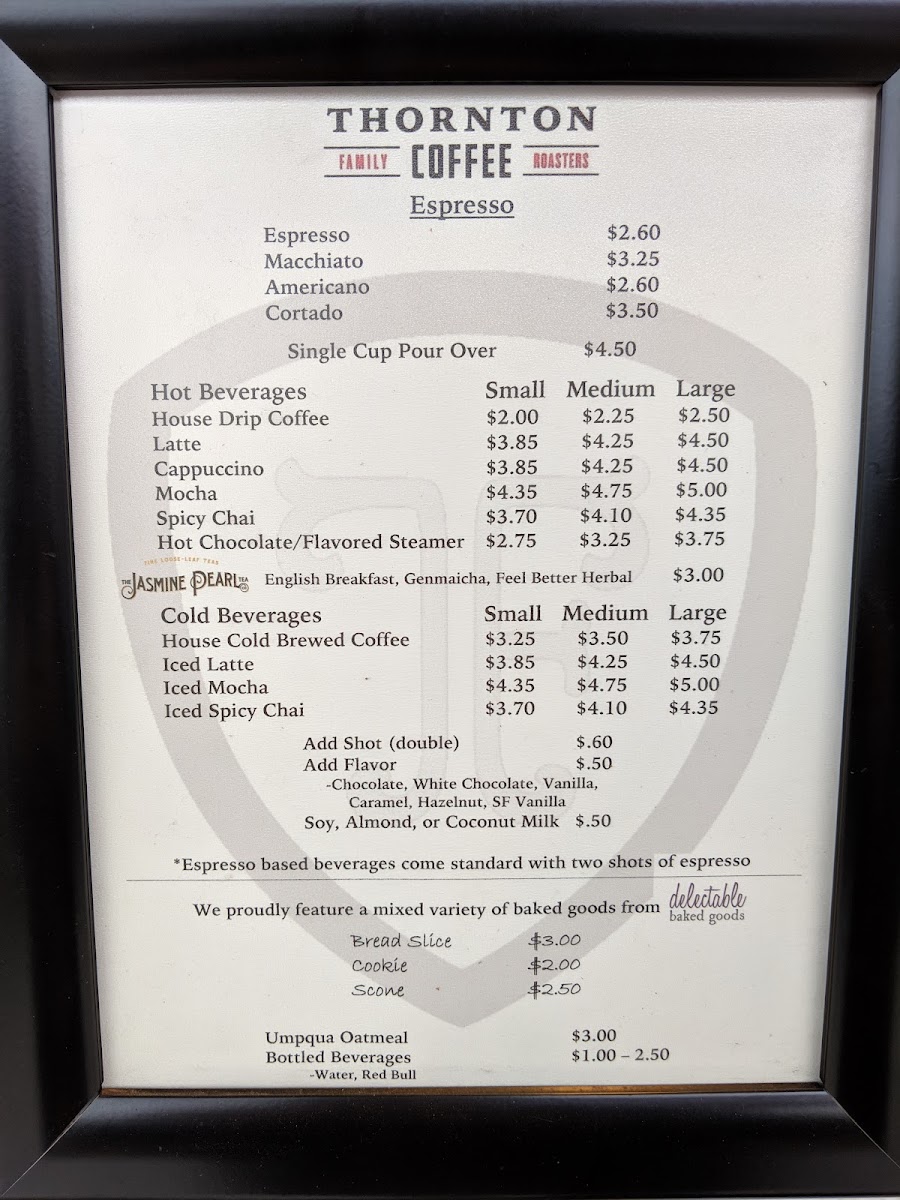 THORNTON
FAMILY COFFEE ROASTERS
Espresso
Espresso $2.60
Macchiato $3.25
Americano $2.60
Cortado $3.50
Single Cup Pour Over $4.50
Hot Beverages Small Medium Large
House Drip Coffee $2.00 $2.25 $2.50
Latte $3.85 $4.25 $4.50
Cappuccino $3.85 $4.25 $4.50
Mocha $4.35 $4.75 $5.00
Spicy Chai $3.70 $4.10 $4.35
Hot Chocolate/Flavored Steamer $2.75 $3.25 $3.75
FINE LOOSE-LEAF TEAS
THE JASMINE PEARL TEA CO English Breakfast, Genmaicha, Feel Better Herbal $3.00
Cold Beverages Small Medium Large
House Cold Brewed Coffee $3.25 $3.50 $3.75
Iced Latte $3.85 $4.25 $4.50
Iced Mocha $4.35 $4.75 $5.00
Iced Spicy Chai $3.70 $4.10 $4.35
Add Shot (double) $.60
Add Flavor $.50
-Chocolate, White Chocolate, Vanilla,
Caramel, Hazelnut, SF Vanilla
Soy, Almond, or Coconut Milk $.50
*Espresso based beverages come standard with two shots of espresso
We proudly feature a mixed variety of baked goods from delectable
baked goods
Bread Slice $3.00
Cookie $2.00
Scone $2.50
Umpqua Oatmeal $3.00
Bottled Beverages $1.00 – 2.50
-Water, Red Bull